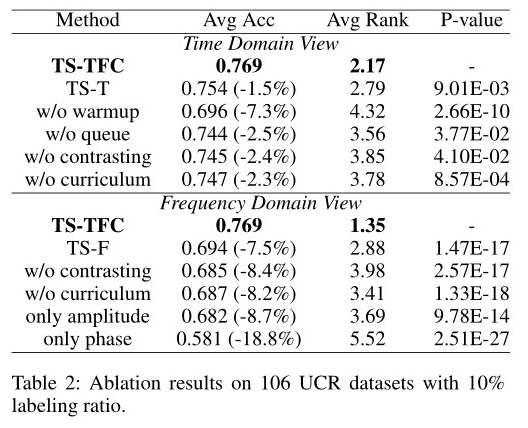 Method Avg Acc Avg Rank P-value
Time Domain View
TS-TFC 0.769 2.17 -
TS-T 0.754 (-1.5%) 2.79 9.01E-03
w/o warmup 0.696 (-7.3%) 4.32 2.66E-10
w/o queue 0.744 (-2.5%) 3.56 3.77E-02
w/o contrasting 0.745 (-2.4%) 3.85 4.10E-02
w/o curriculum 0.747 (-2.3%) 3.78 8.57E-04
Frequency Domain View
TS-TFC 0.769 1.35 -
TS-F 0.694 (-7.5%) 2.88 1.47E-17
w/o contrasting 0.685 (-8.4%) 3.98 2.57E-17
w/o curriculum 0.687 (-8.2%) 3.41 1.33E-18
only amplitude 0.682 (-8.7%) 3.69 9.78E-14
only phase 0.581 (-18.8%) 5.52 2.51E-27
Table 2: Ablation results on 106 UCR datasets with 10%
labeling ratio.